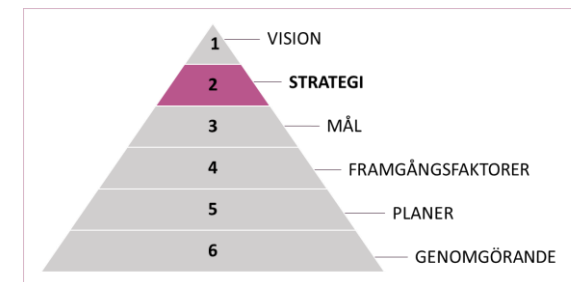 1 VISION
2 STRATEGI
3 MÅL
4 FRAMGÅNGSFAKTORER
5 PLANER
6 GENOMGÖRANDE